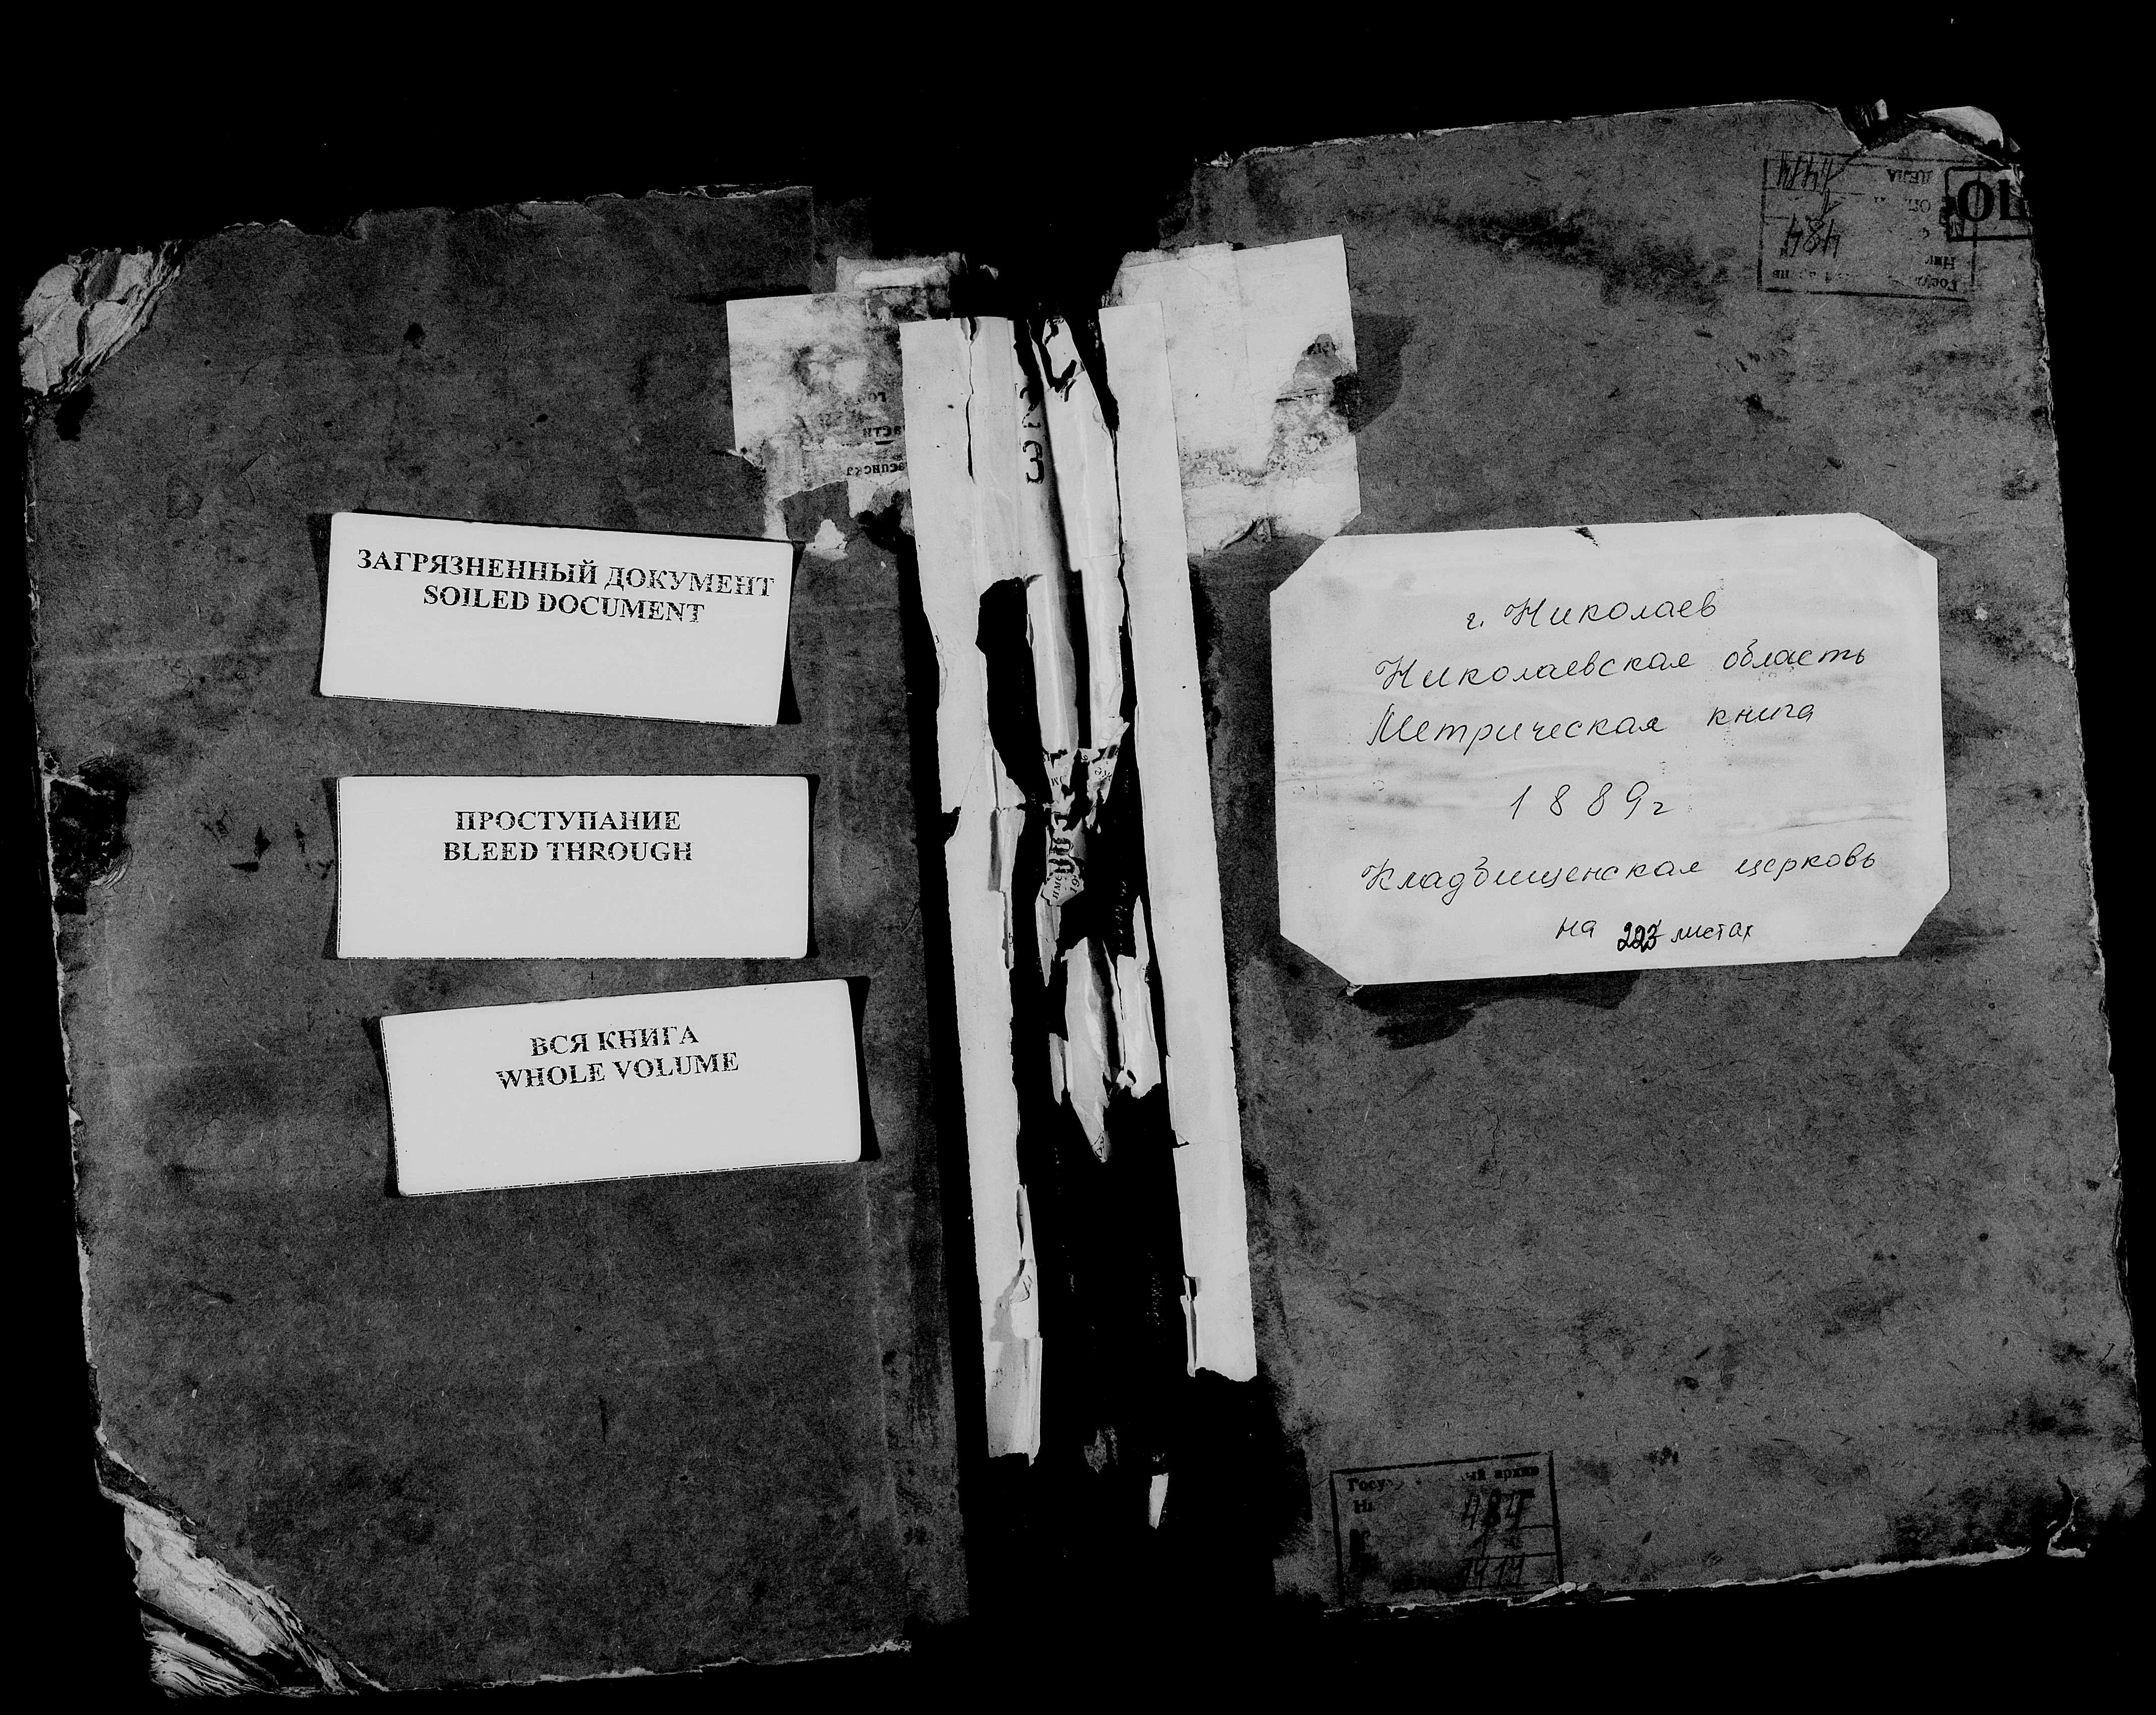 ЗАГРЯЗНЕННЫЙ ДОКУМЕНТ
SOILED DOCUMENT
ПРОСТУПАНИЕ
BLEED THROUGH
ВСЯ КНИГА
WHOLE VOLUME
г. Николаев
Николаевская область
Метрическая книга
1889г
Кладбищенская церковь
на 223 листах
484